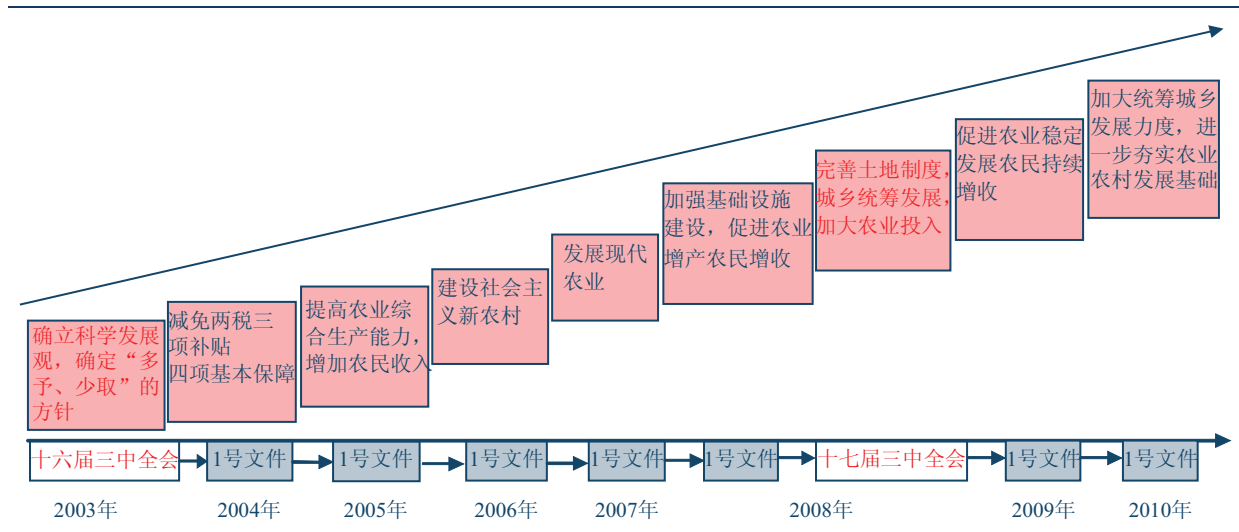 确立科学发展
观，确定“多
予、少取”的
方针
减免两税三
项补贴
四项基本保障
提高农业综
合生产能力，
增加农民收入
建设社会主
义新农村
发展现代
农业
加强基础设施
建设，促进农业
增产农民增收
完善土地制度，
城乡统筹发展，
加大农业投入
促进农业稳定
发展农民持续
增收
加大统筹城乡
发展力度，进
一步夯实农业
农村发展基础
十六届三中全会
1号文件
1号文件
1号文件
1号文件
1号文件
十七届三中全会
1号文件
1号文件
2003年
2004年
2005年
2006年
2007年
2008年
2009年
2010年